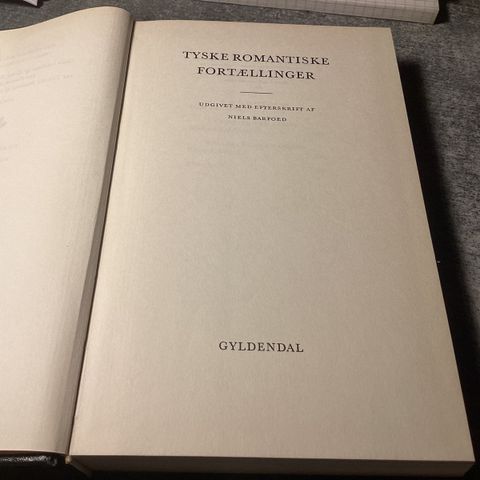 TYSKE ROMANTISKE
FORTÆLLINGER
UDGIVET MED EFTERSKRIFT AF
NIELS BARFOED
GYLDENDAL